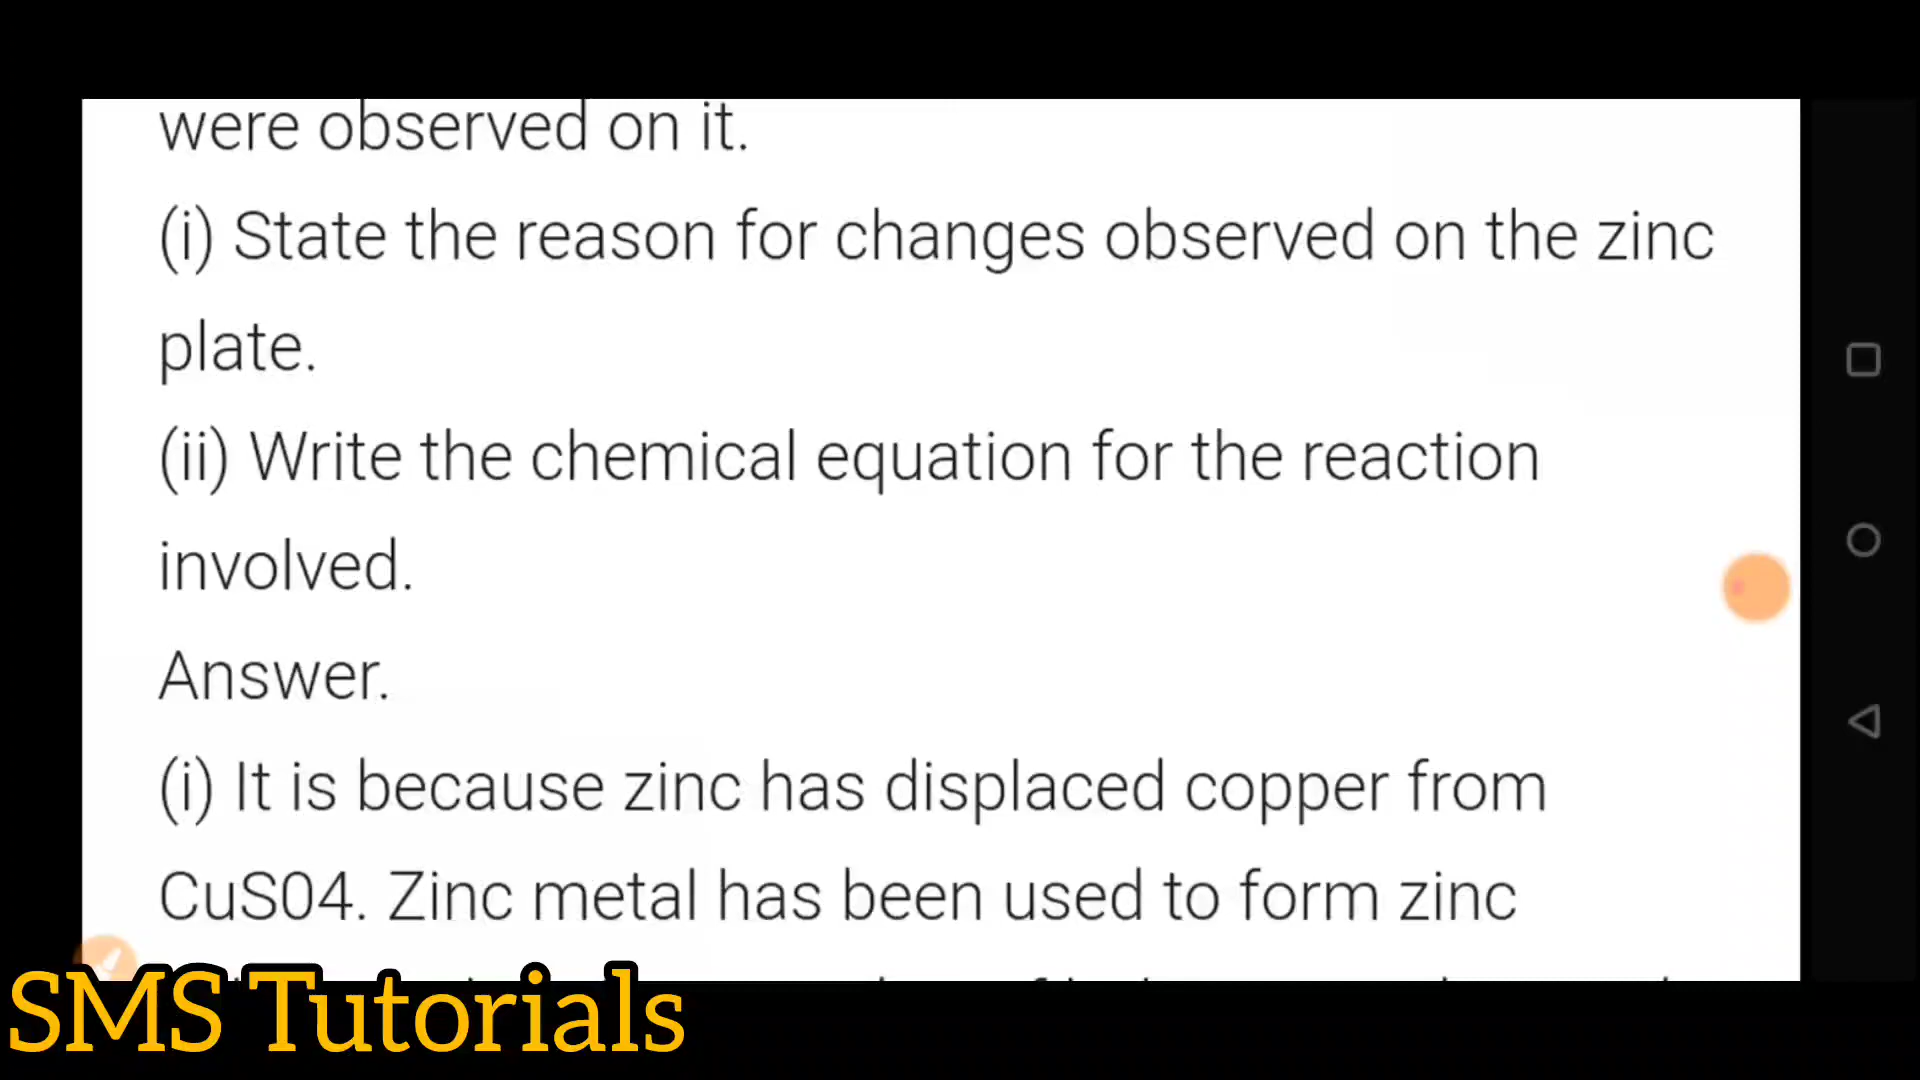 were observed on it.
(i) State the reason for changes observed on the zinc
plate.
(ii) Write the chemical equation for the reaction
involved.
Answer.
(i) It is because zinc has displaced copper from
CuS04. Zinc metal has been used to form zinc
SMS Tutorials